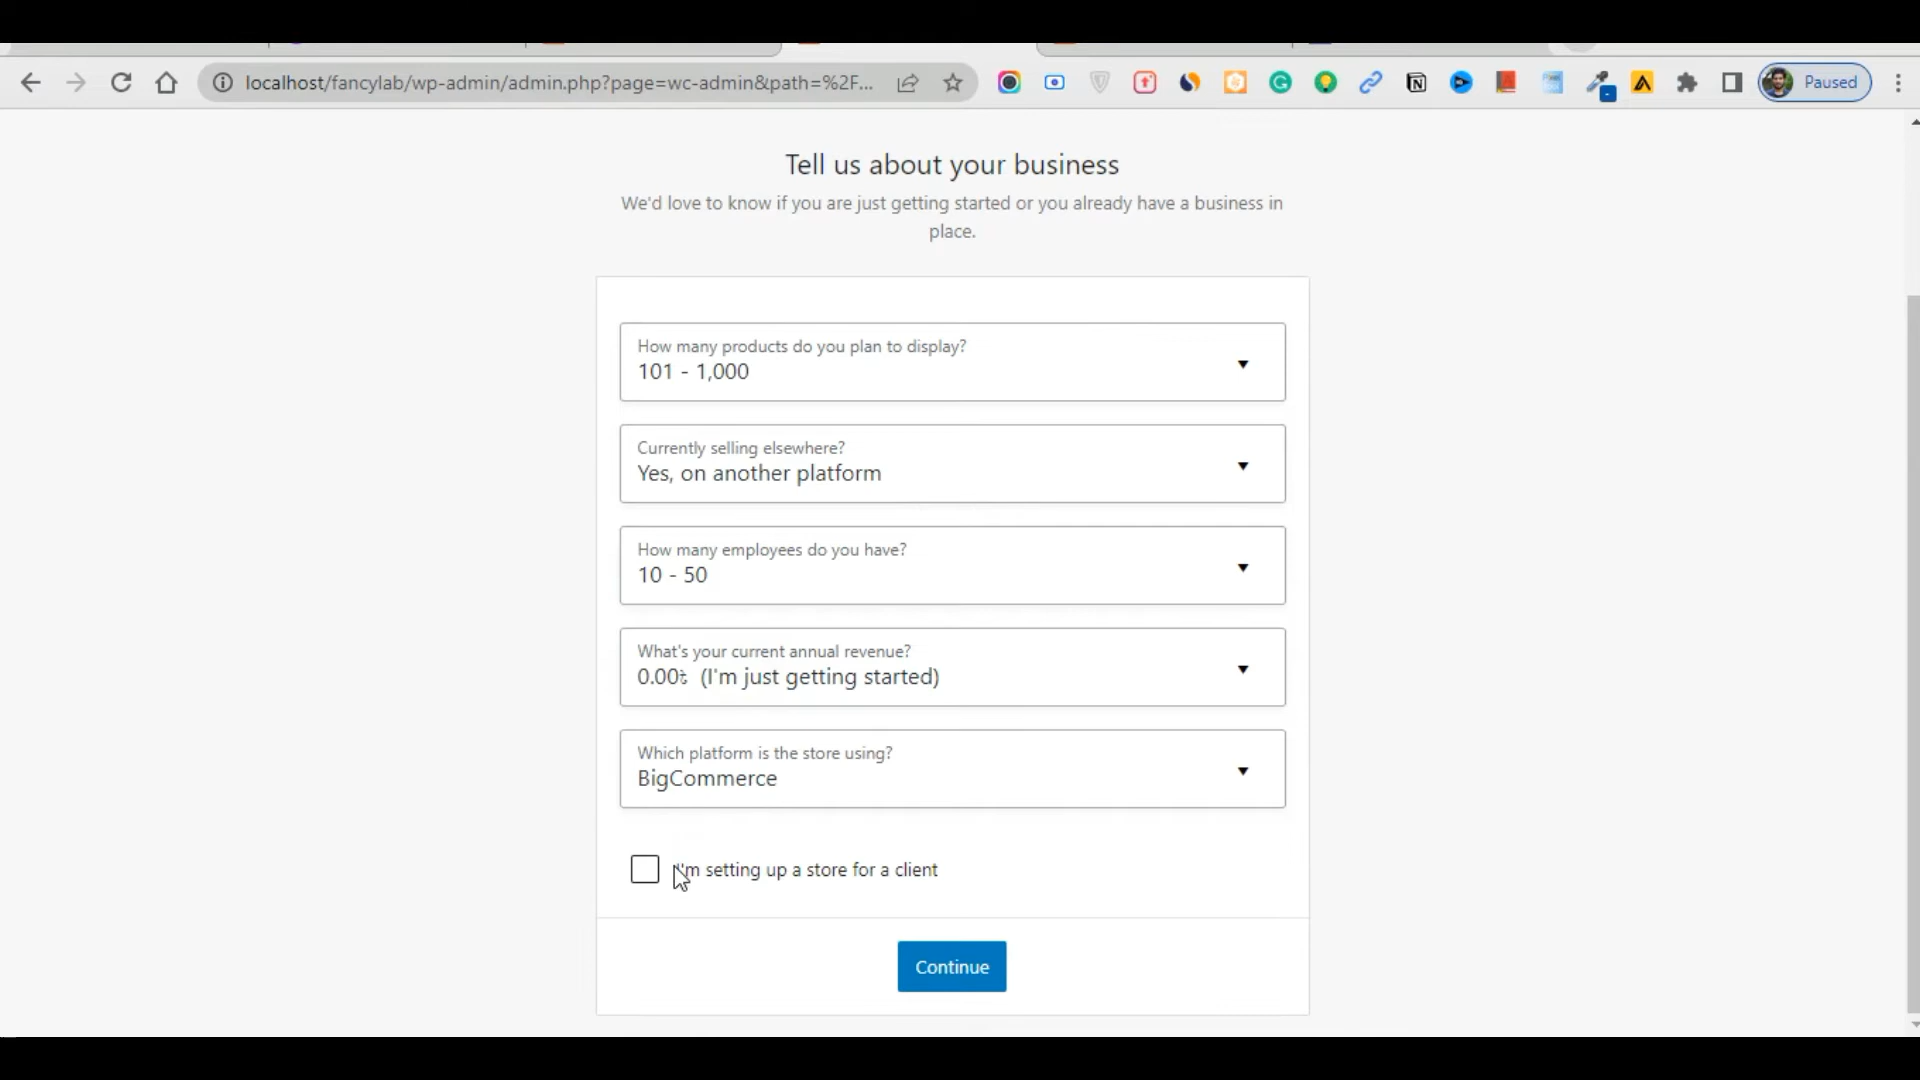 localhost/fancylab/wp-admin/admin.php?page=wc-admin&path=%2F...
Paused
Tell us about your business
We'd love to know if you are just getting started or you already have a business in
place.
How many products do you plan to display?
101 - 1,000
Currently selling elsewhere?
Yes, on another platform
How many employees do you have?
10 - 50
What's your current annual revenue?
0.00৳ (I'm just getting started)
Which platform is the store using?
BigCommerce
I'm setting up a store for a client
Continue